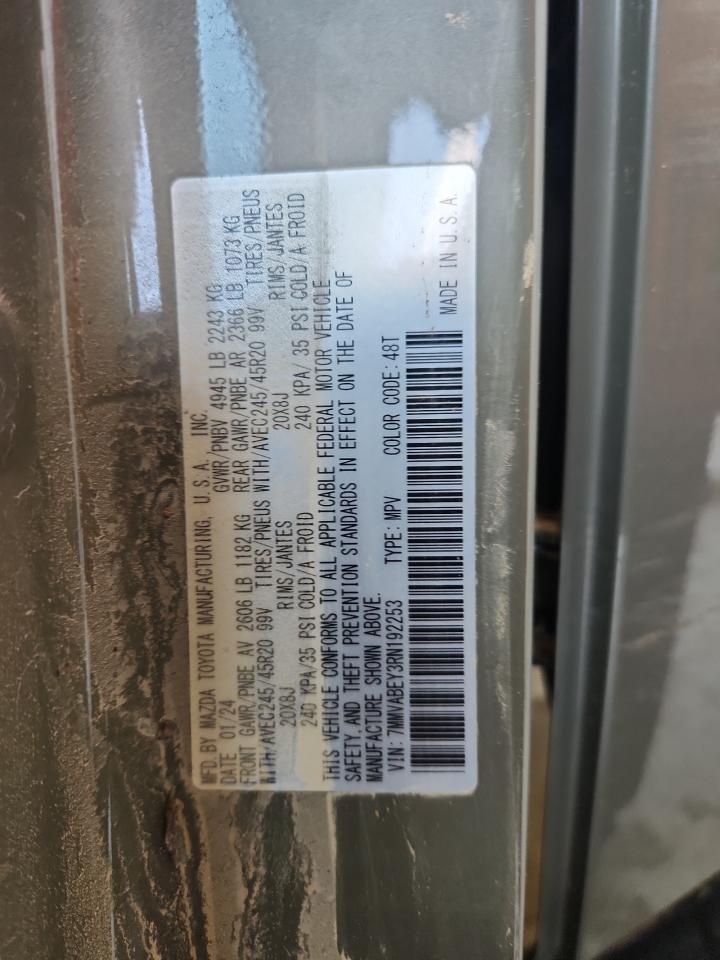 MFD. BY MAZDA TOYOTA MANUFACTURING, U.S.A. INC.
DATE 01/24 GVWR/PNBV 4945 LB 2243 KG
FRONT GAWR/PNBE AV 2606 LB 1182 KG REAR GAWR/PNBE AR 2366 LB 1073 KG
WITH/AVEC245/45R20 99V TIRES/PNEUS WITH/AVEC245/45R20 99V TIRES/PNEUS
20X8J RIMS/JANTES 20X8J RIMS/JANTES
240 KPA/35 PSI COLD/A FROID 240 KPA/ 35 PSI COLD/A FROID
THIS VEHICLE CONFORMS TO ALL APPLICABLE FEDERAL MOTOR VEHICLE
SAFETY, AND THEFT PREVENTION STANDARDS IN EFFECT ON THE DATE OF
MANUFACTURE SHOWN ABOVE.
VIN: 7MMVABEY3RN192253 TYPE: MPV COLOR CODE: 48T
MADE IN U.S.A.